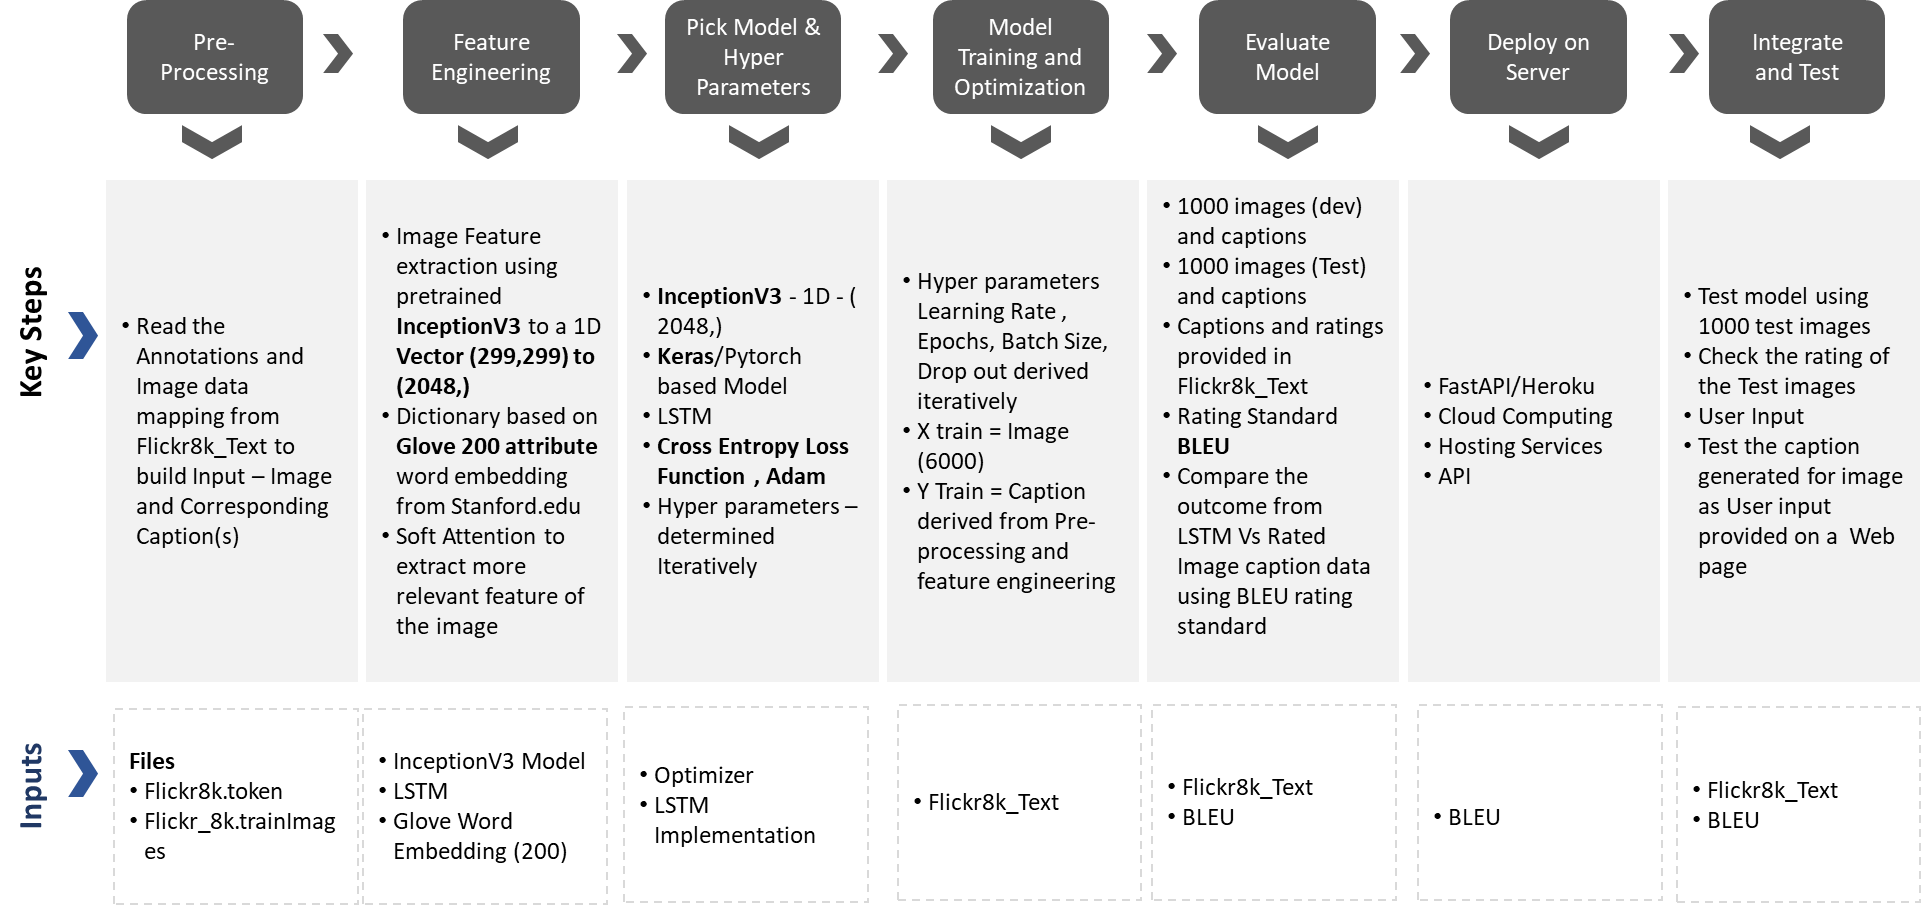 Pre-
Processing
Feature
Engineering
Pick Model &
Hyper
Parameters
Model
Training and
Optimization
Evaluate
Model
Deploy on
Server
Integrate
and Test
Key Steps
• Read the
Annotations and
Image data
mapping from
Flickr8k_Text to
build Input – Image
and Corresponding
Caption(s)
• Image Feature
extraction using
pretrained
InceptionV3 to a 1D
Vector (299,299) to
(2048,)
• Dictionary based on
Glove 200 attribute
word embedding
from Stanford.edu
• Soft Attention to
extract more
relevant feature of
the image
• InceptionV3 - 1D - (
2048,)
• Keras/Pytorch
based Model
• LSTM
• Cross Entropy Loss
Function , Adam
• Hyper parameters –
determined
Iteratively
• Hyper parameters
Learning Rate ,
Epochs, Batch Size,
Drop out derived
iteratively
• X train = Image
(6000)
• Y Train = Caption
derived from Pre-
processing and
feature engineering
• 1000 images (dev)
and captions
• 1000 images (Test)
and captions
• Captions and ratings
provided in
Flickr8k_Text
• Rating Standard
BLEU
• Compare the
outcome from
LSTM Vs Rated
Image caption data
using BLEU rating
standard
• FastAPI/Heroku
• Cloud Computing
• Hosting Services
• API
• Test model using
1000 test images
• Check the rating of
the Test images
• User Input
• Test the caption
generated for image
as User input
provided on a Web
page
Inputs
Files
• Flickr8k.token
• Flickr_8k.trainImag
es
• InceptionV3 Model
• LSTM
• Glove Word
Embedding (200)
• Optimizer
• LSTM
Implementation
• Flickr8k_Text
• Flickr8k_Text
• BLEU
• BLEU
• Flickr8k_Text
• BLEU